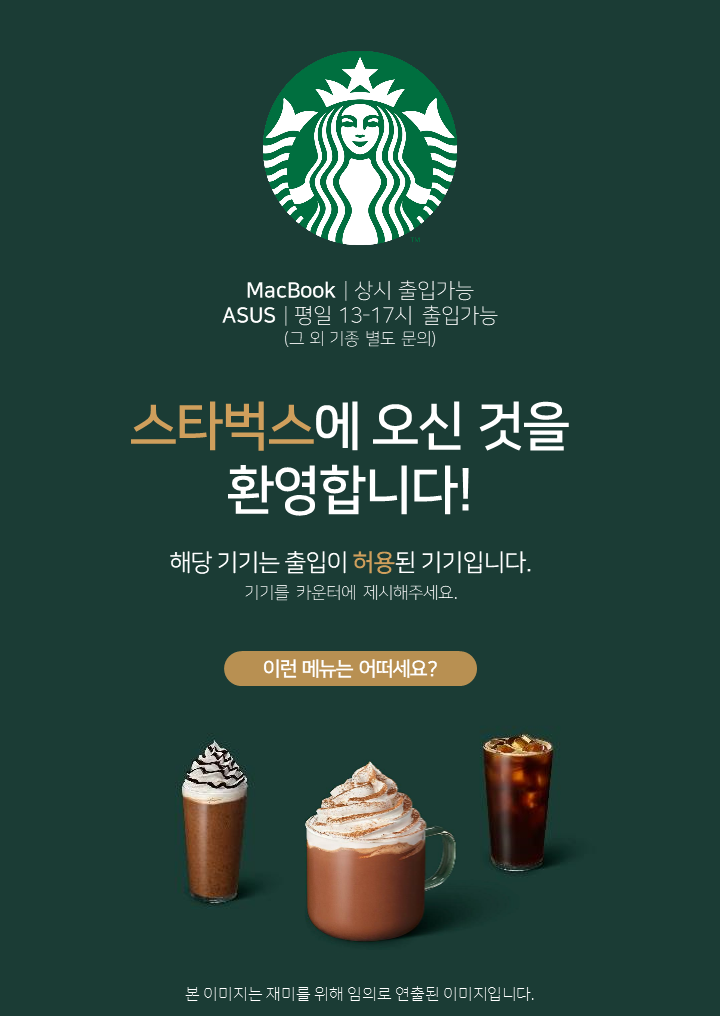 MacBook | 상시 출입가능
ASUS | 평일 13-17시 출입가능
(그 외 기종 별도 문의)
스타벅스에 오신 것을
환영합니다!
해당 기기는 출입이 허용된 기기입니다.
기기를 카운터에 제시해주세요.
이런 메뉴는 어떠세요?
본 이미지는 재미를 위해 임의로 연출된 이미지입니다.